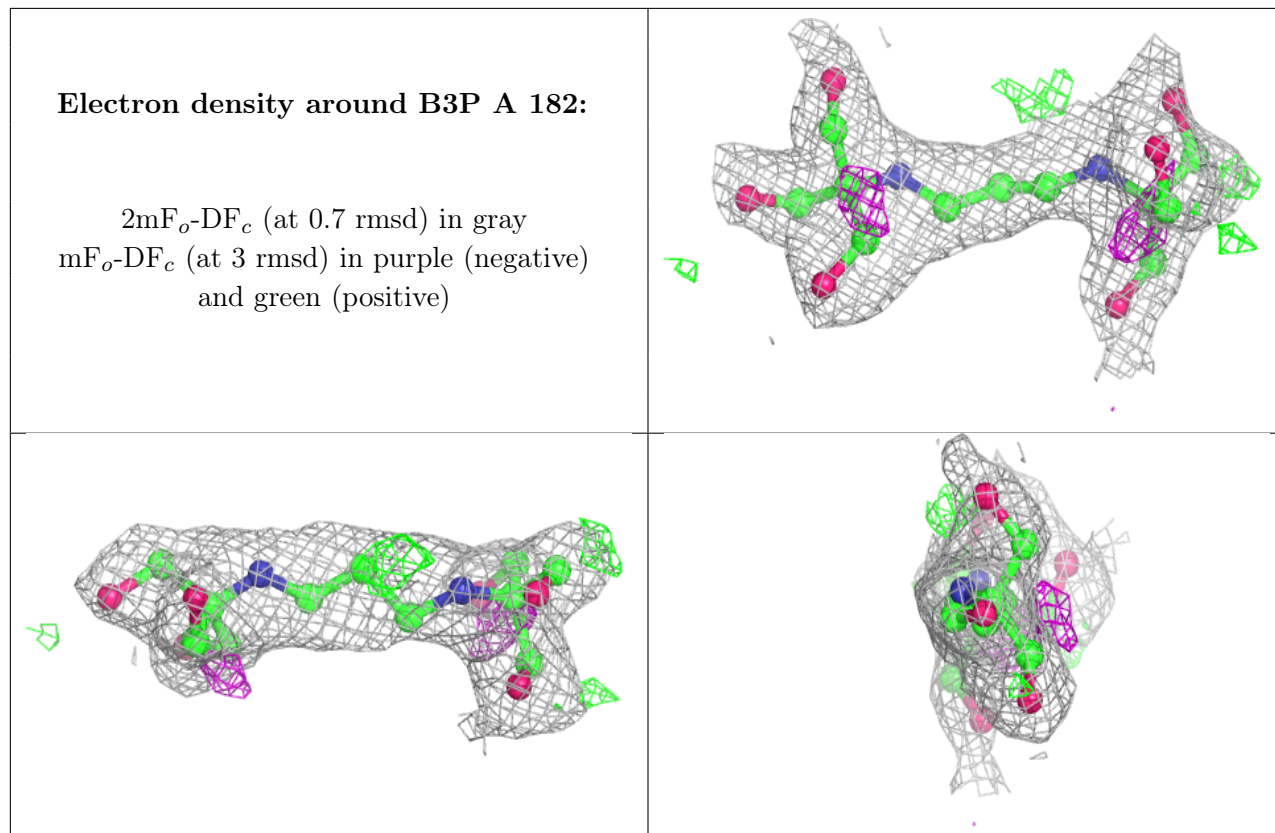 Electron density around B3P A 182:
2mFo-DFc (at 0.7 rmsd) in gray
mFo-DFc (at 3 rmsd) in purple (negative)
and green (positive)